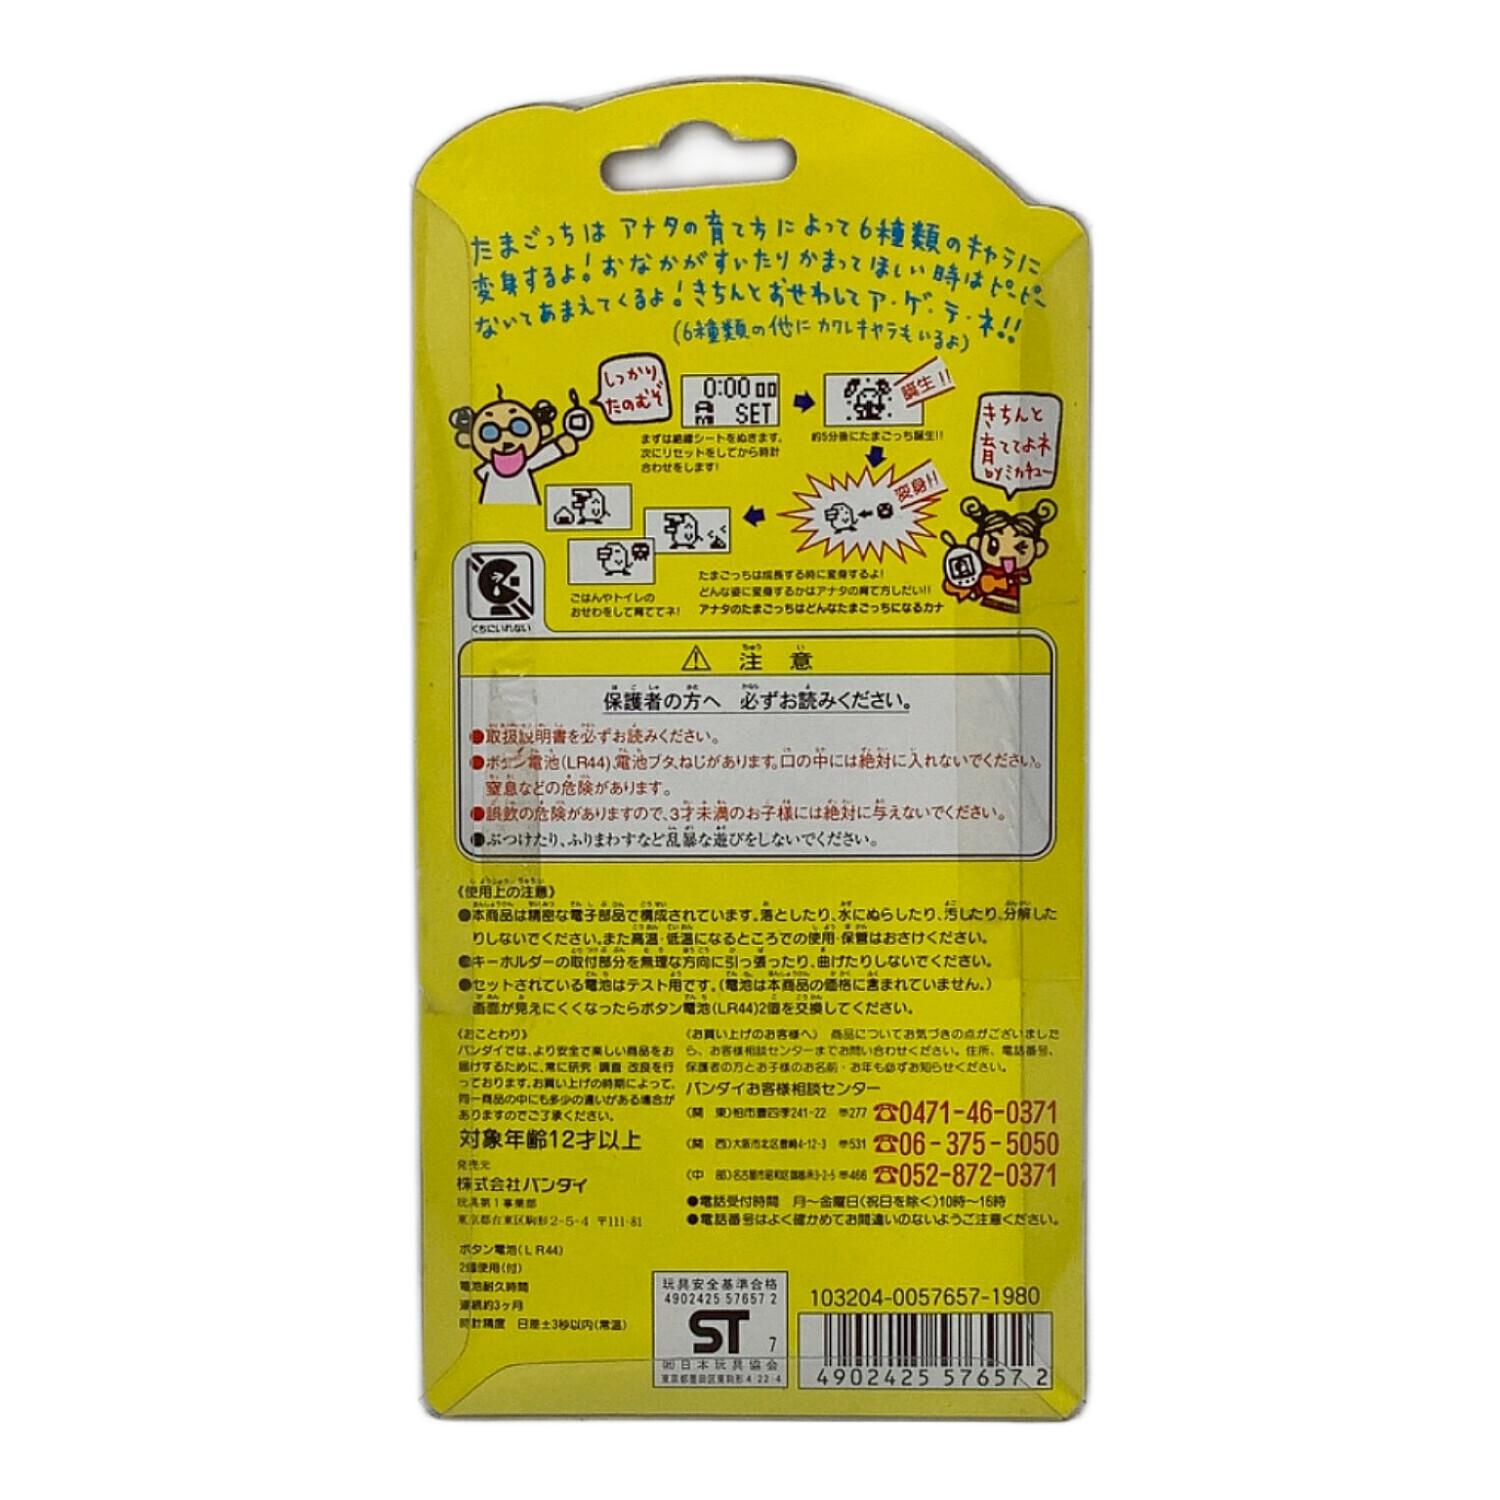 たまごっちは アナタの育て方によって6種類のキャラに
変身するよ!おなかがすいたりかまってほしい時はピーピー
ないてあまえてくるよ!きちんとおせわしてア・ゲ・テ・ネ!!
(6種類の他にカワレキャラもいるよ)
しっかり
たのむぞ
0:00 00
AM SET
まずは絶縁シートをぬきます。
次にリセットをしてから時計
合わせをします!
誕生!!
約5分後にたまごっち誕生!!
きちんと
育ててよネ
byミカチュー
変身!!
たまごっちは成長する時に変身するよ!
どんな姿に変身するかはアナタの育て方しだい!!
アナタのたまごっちはどんなたまごっちになるカナ
ごはんやトイレの
おせわをして育ててネ!
くちにいれない
⚠ 注意
保護者の方へ 必ずお読みください。
●取扱説明書を必ずお読みください。
●ボタン電池(LR44)、電池ブタ、ねじがあります。口の中には絶対に入れないでください。
窒息などの危険があります。
●誤飲の危険がありますので、3才未満のお子様には絶対に与えないでください。
●ぶつけたり、ふりまわすなど乱暴な遊びをしないでください。
《使用上の注意》
●本商品は精密な電子部品で構成されています。落としたり、水にぬらしたり、汚したり、分解した
りしないでください。また高温・低温になるところでの使用・保管はおさけください。
●キーホルダーの取付部分を無理な方向に引っ張ったり、曲げたりしないでください。
●セットされている電池はテスト用です。(電池は本商品の価格に含まれていません。)
画面が見えにくくなったらボタン電池(LR44)2個を交換してください。
《おことわり》
バンダイでは、より安全で楽しい商品をお
届けするために、常に研究・調査・改良を行
っております。お買い上げの時期によって、
同一商品の中にも多少の違いがある場合が
ありますのでご了承ください。
対象年齢12才以上
発売元
株式会社バンダイ
玩具第1事業部
東京都台東区駒形2-5-4 〒111-81
《お買い上げのお客様へ》 商品についてお気づきの点がございました
ら、お客様相談センターまでお問い合わせください。住所、電話番号、
保護者の方とお子様のお名前・お年も必ずお知らせください。
バンダイお客様相談センター
(関 東)柏市豊四季241-22 〒277 ☎0471-46-0371
(関 西)大阪市北区豊崎4-12-3 〒531 ☎06-375-5050
(中 部)名古屋市昭和区御器所3-2-5 〒466 ☎052-872-0371
●電話受付時間 月〜金曜日(祝日を除く)10時〜16時
●電話番号はよく確かめてお間違いのないようご注意ください。
ボタン電池(LR44)
2個使用(付)
電池耐久時間
連続約3ヶ月
時計精度 日差±3秒以内(常温)
玩具安全基準合格
4902425 57657 2
ST 7
㈳日本玩具協会
東京都墨田区東駒形4-22-4
103204-0057657-1980
4902425 576572